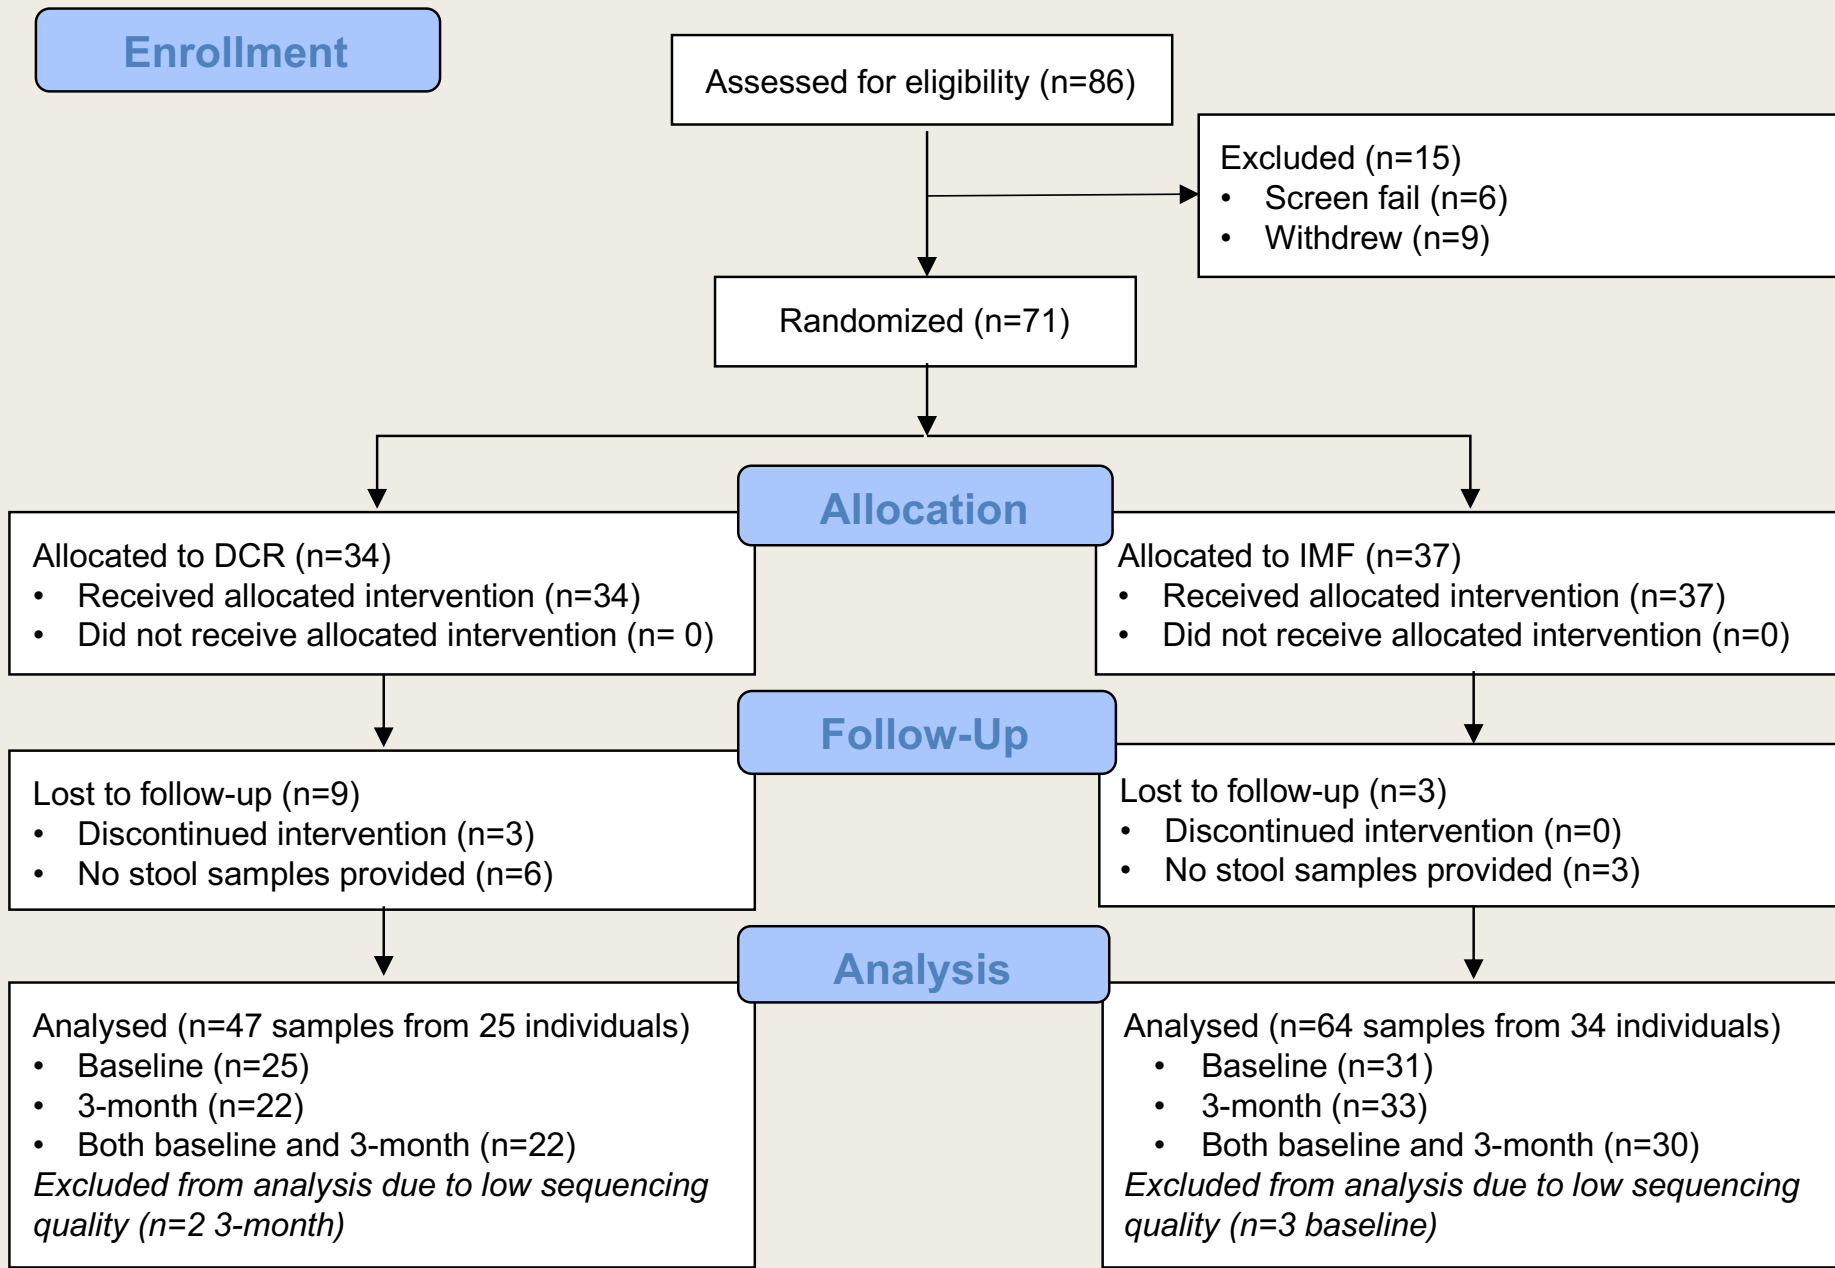 Enrollment
Assessed for eligibility (n=86)
Excluded (n=15)
• Screen fail (n=6)
• Withdrew (n=9)
Randomized (n=71)
Allocation
Allocated to DCR (n=34)
• Received allocated intervention (n=34)
• Did not receive allocated intervention (n= 0)
Allocated to IMF (n=37)
• Received allocated intervention (n=37)
• Did not receive allocated intervention (n=0)
Follow-Up
Lost to follow-up (n=9)
• Discontinued intervention (n=3)
• No stool samples provided (n=6)
Lost to follow-up (n=3)
• Discontinued intervention (n=0)
• No stool samples provided (n=3)
Analysis
Analysed (n=47 samples from 25 individuals)
• Baseline (n=25)
• 3-month (n=22)
• Both baseline and 3-month (n=22)
Excluded from analysis due to low sequencing
quality (n=2 3-month)
Analysed (n=64 samples from 34 individuals)
• Baseline (n=31)
• 3-month (n=33)
• Both baseline and 3-month (n=30)
Excluded from analysis due to low sequencing
quality (n=3 baseline)